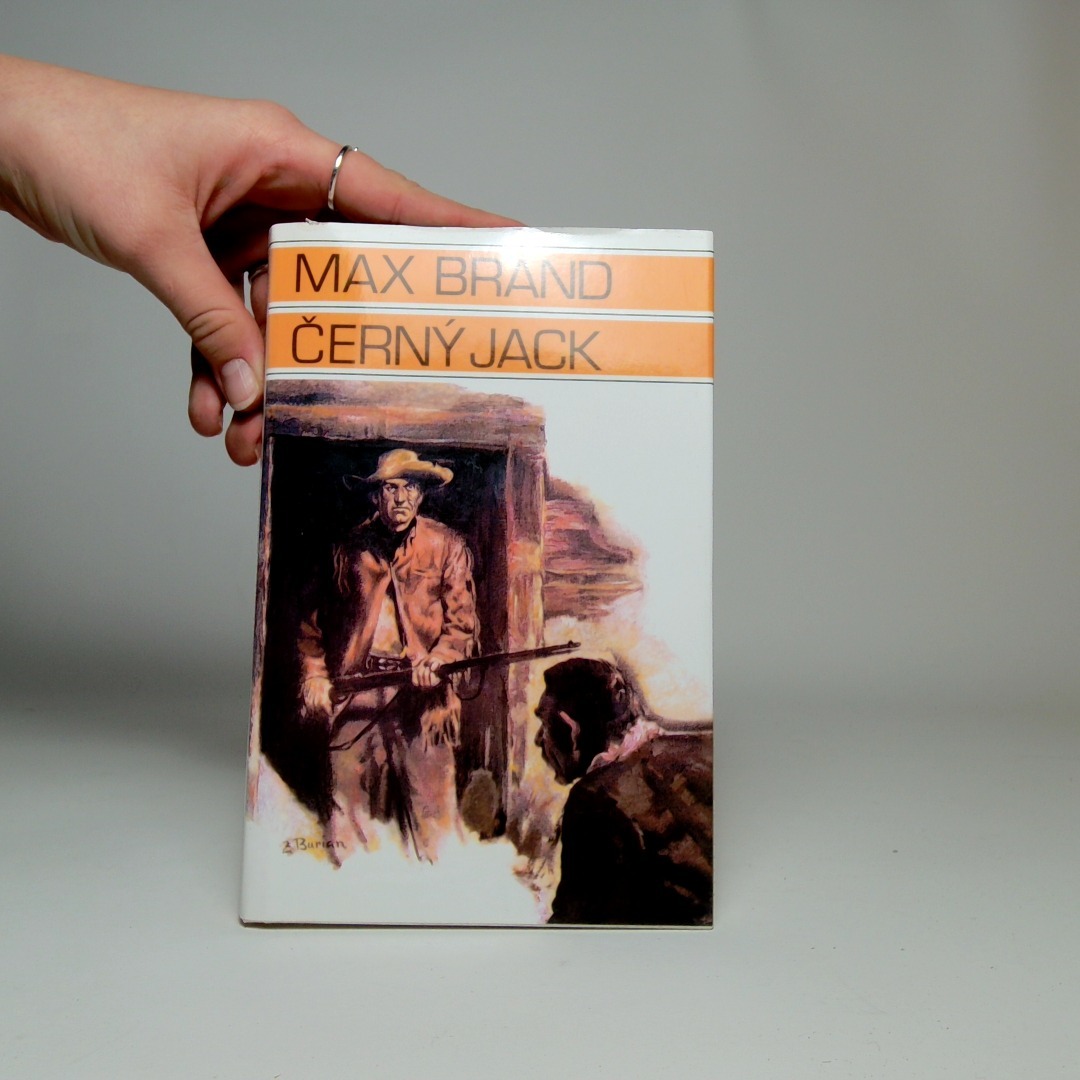 MAX BRAND
ČERNÝ JACK
Z. Burian